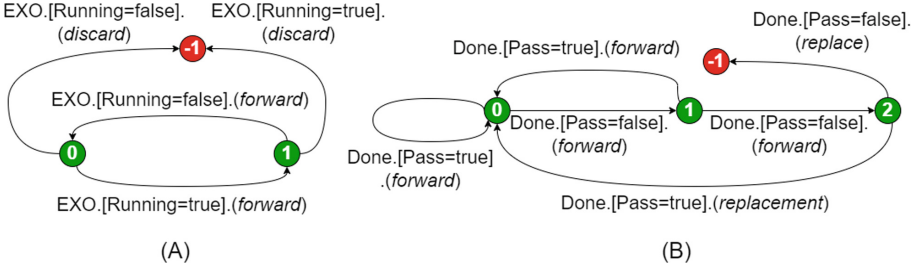 EXO.[Running=false].
(discard)
EXO.[Running=true].
(discard)
-1
EXO.[Running=false].(forward)
0
1
EXO.[Running=true].(forward)
(A)
Done.[Pass=false].
(replace)
Done.[Pass=true].(forward)
-1
0
1
2
Done.[Pass=false].
(forward)
Done.[Pass=false].
(forward)
Done.[Pass=true]
.(forward)
Done.[Pass=true].(replacement)
(B)